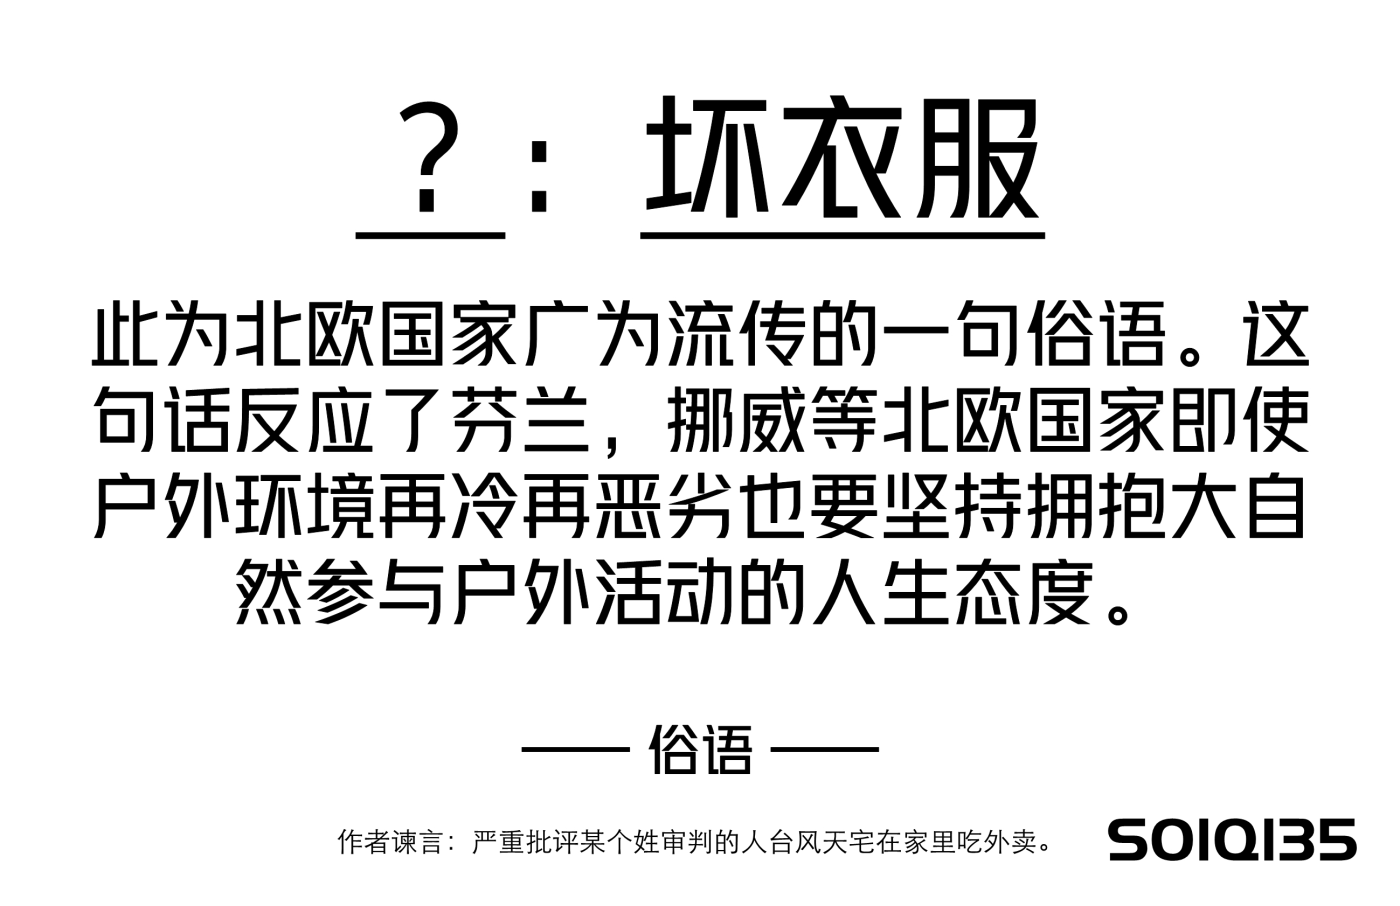 ？：坏衣服
此为北欧国家广为流传的一句俗语。这
句话反应了芬兰，挪威等北欧国家即使
户外环境再冷再恶劣也要坚持拥抱大自
然参与户外活动的人生态度。
俗语
作者谏言：严重批评某个姓审判的人台风天宅在家里吃外卖。
SO1Q135